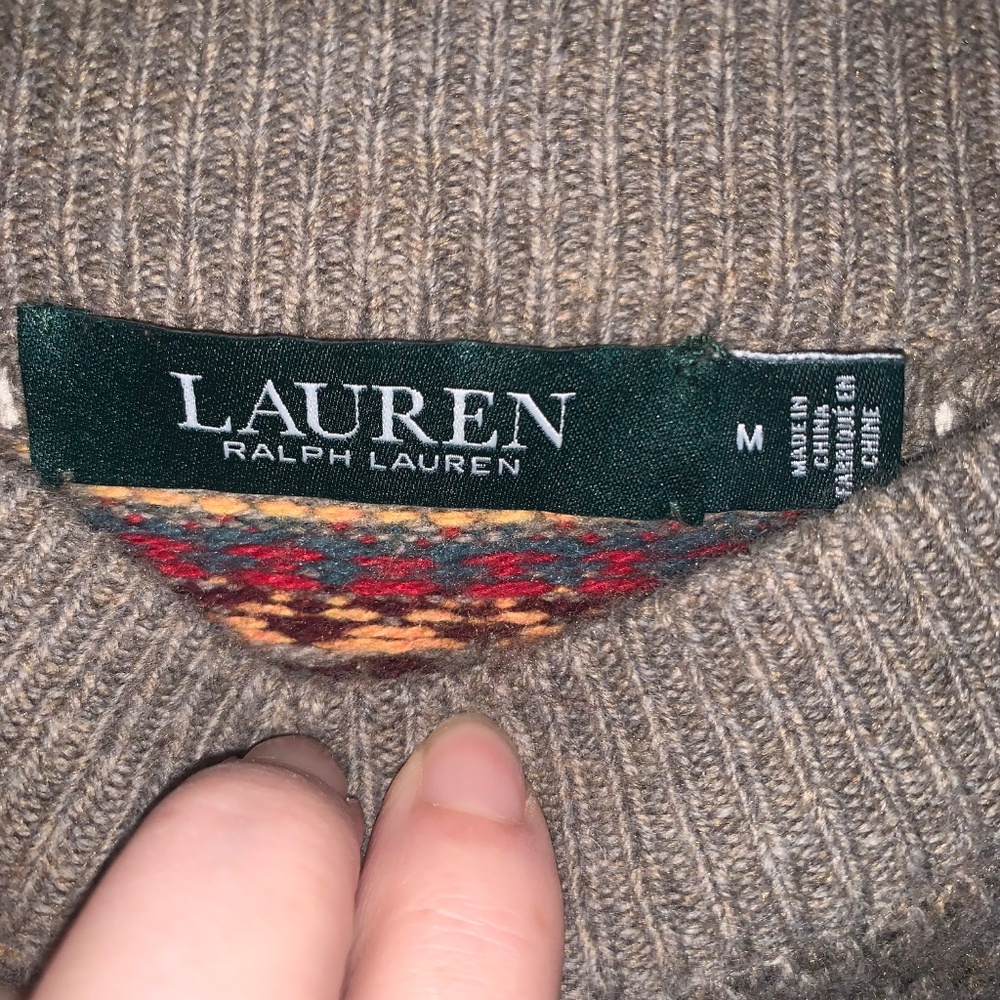 LAUREN
RALPH LAUREN
M
MADE IN
CHINA
FABRIQUÉ EN
CHINE